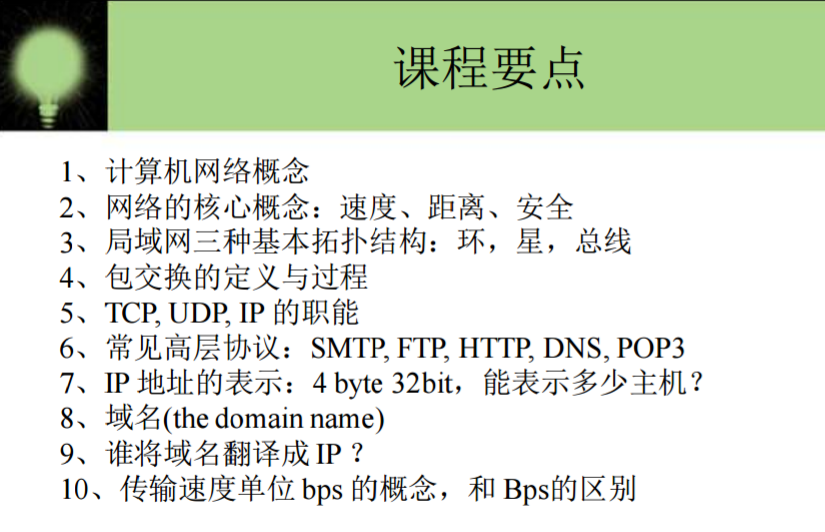 课程要点
1、计算机网络概念
2、网络的核心概念：速度、距离、安全
3、局域网三种基本拓扑结构：环，星，总线
4、包交换的定义与过程
5、TCP, UDP, IP 的职能
6、常见高层协议：SMTP, FTP, HTTP, DNS, POP3
7、IP 地址的表示：4 byte 32bit，能表示多少主机？
8、域名(the domain name)
9、谁将域名翻译成 IP ？
10、传输速度单位 bps 的概念，和 Bps的区别